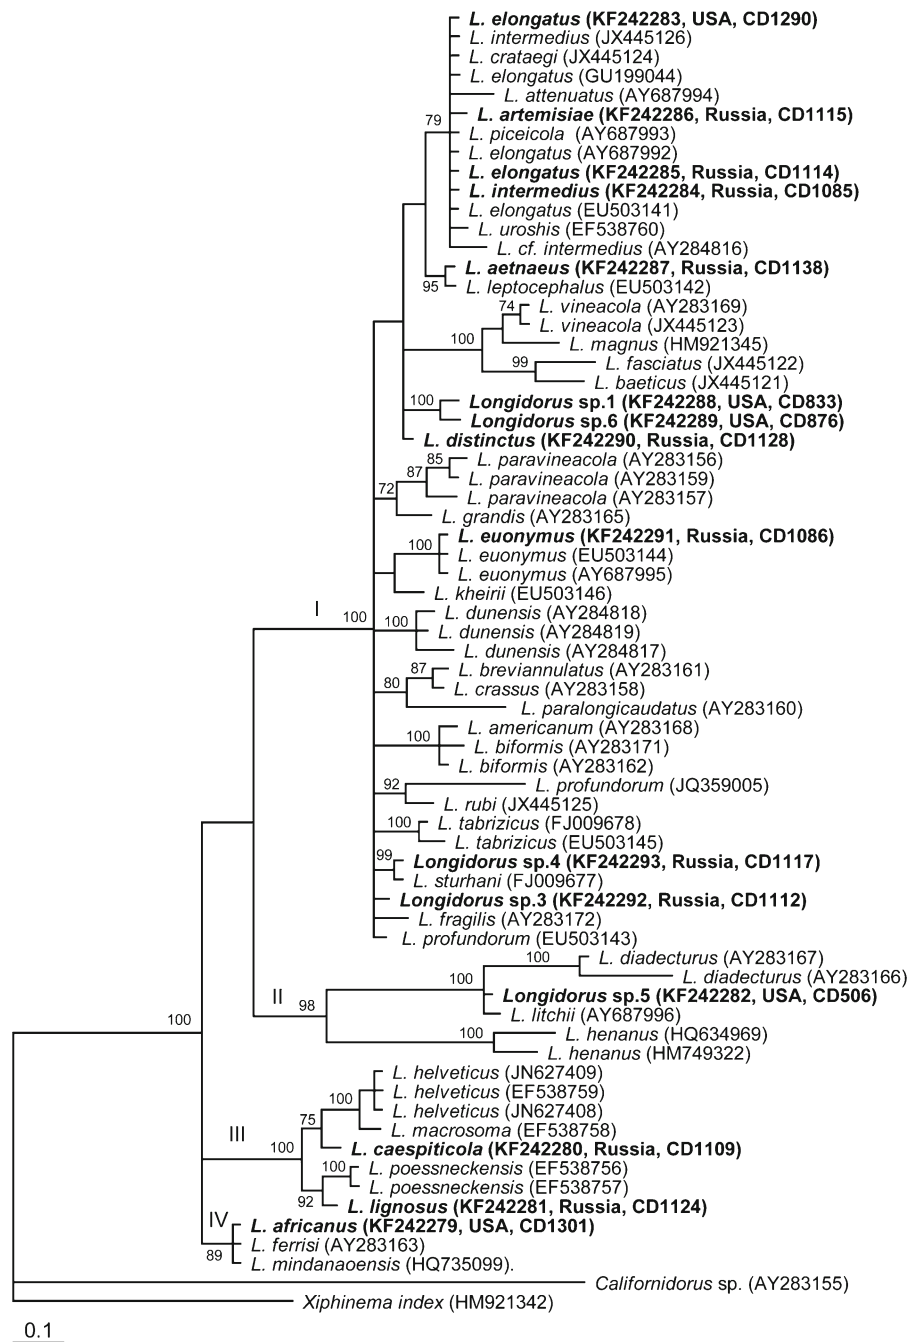 L. elongatus (KF242283, USA, CD1290)
L. intermedius (JX445126)
L. crataegi (JX445124)
L. elongatus (GU199044)
L. attenuatus (AY687994)
L. artemisiae (KF242286, Russia, CD1115)
79
L. piceicola (AY687993)
L. elongatus (AY687992)
L. elongatus (KF242285, Russia, CD1114)
L. intermedius (KF242284, Russia, CD1085)
L. elongatus (EU503141)
L. uroshis (EF538760)
L. cf. intermedius (AY284816)
L. aetnaeus (KF242287, Russia, CD1138)
95
L. leptocephalus (EU503142)
74
L. vineacola (AY283169)
L. vineacola (JX445123)
100
L. magnus (HM921345)
99
L. fasciatus (JX445122)
L. baeticus (JX445121)
100
Longidorus sp.1 (KF242288, USA, CD833)
Longidorus sp.6 (KF242289, USA, CD876)
L. distinctus (KF242290, Russia, CD1128)
85
L. paravineacola (AY283156)
87
L. paravineacola (AY283159)
72
L. paravineacola (AY283157)
L. grandis (AY283165)
L. euonymus (KF242291, Russia, CD1086)
100
L. euonymus (EU503144)
L. euonymus (AY687995)
L. kheirii (EU503146)
I
100
L. dunensis (AY284818)
100
L. dunensis (AY284819)
L. dunensis (AY284817)
87
L. breviannulatus (AY283161)
80
L. crassus (AY283158)
L. paralongicaudatus (AY283160)
L. americanum (AY283168)
100
L. biformis (AY283171)
L. biformis (AY283162)
92
L. profundorum (JQ359005)
L. rubi (JX445125)
100
L. tabrizicus (FJ009678)
L. tabrizicus (EU503145)
99
Longidorus sp.4 (KF242293, Russia, CD1117)
L. sturhani (FJ009677)
Longidorus sp.3 (KF242292, Russia, CD1112)
L. fragilis (AY283172)
L. profundorum (EU503143)
100
L. diadecturus (AY283167)
100
L. diadecturus (AY283166)
II
98
Longidorus sp.5 (KF242282, USA, CD506)
L. litchii (AY687996)
100
100
L. henanus (HQ634969)
L. henanus (HM749322)
L. helveticus (JN627409)
L. helveticus (EF538759)
100
L. helveticus (JN627408)
75
L. macrosoma (EF538758)
III
100
L. caespiticola (KF242280, Russia, CD1109)
100
L. poessneckensis (EF538756)
L. poessneckensis (EF538757)
92
L. lignosus (KF242281, Russia, CD1124)
IV
L. africanus (KF242279, USA, CD1301)
89
L. ferrisi (AY283163)
L. mindanaoensis (HQ735099).
Californidorus sp. (AY283155)
Xiphinema index (HM921342)
0.1